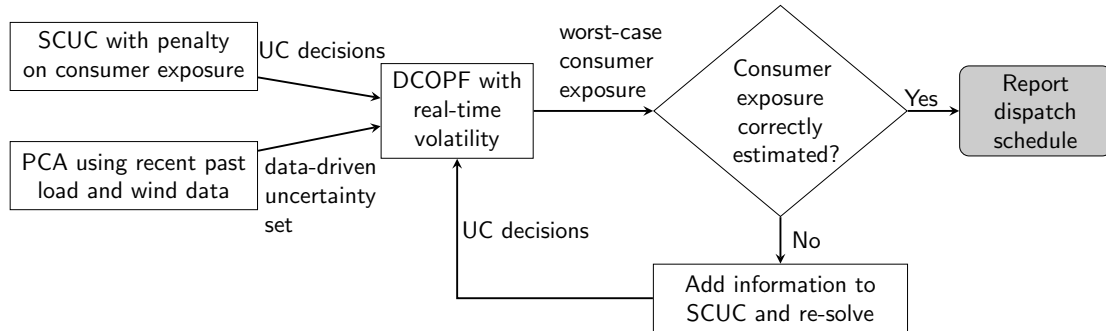 SCUC with penalty
on consumer exposure
UC decisions
PCA using recent past
load and wind data
data-driven
uncertainty
set
DCOPF with
real-time
volatility
worst-case
consumer
exposure
Consumer
exposure
correctly
estimated?
Yes
Report
dispatch
schedule
No
Add information to
SCUC and re-solve
UC decisions